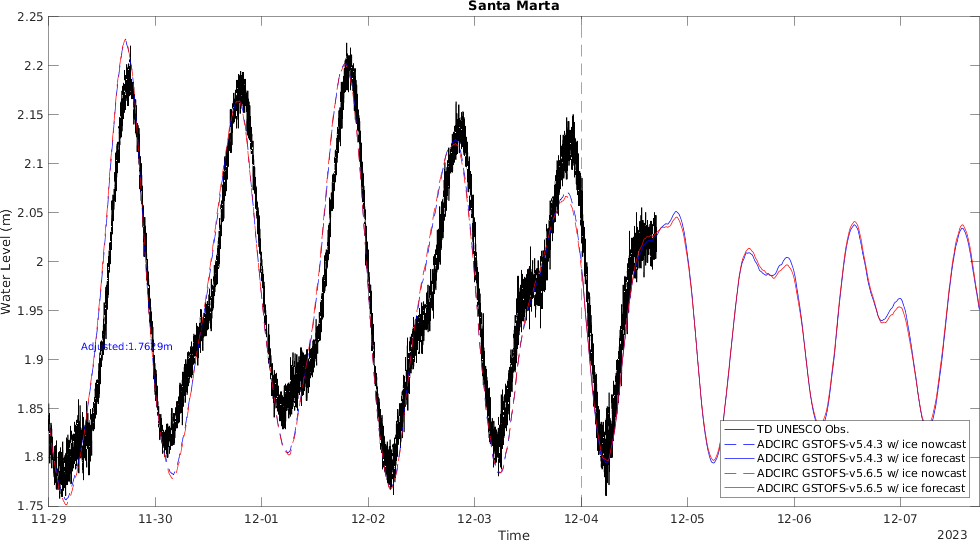 Santa Marta
2.25
2.2
2.15
2.1
2.05
2
1.95
1.9
1.85
1.8
1.75
Water Level (m)
Adjusted:1.7629m
TD UNESCO Obs.
ADCIRC GSTOFS-v5.4.3 w/ ice nowcast
ADCIRC GSTOFS-v5.4.3 w/ ice forecast
ADCIRC GSTOFS-v5.6.5 w/ ice nowcast
ADCIRC GSTOFS-v5.6.5 w/ ice forecast
11-29 11-30 12-01 12-02 12-03 12-04 12-05 12-06 12-07
Time
2023